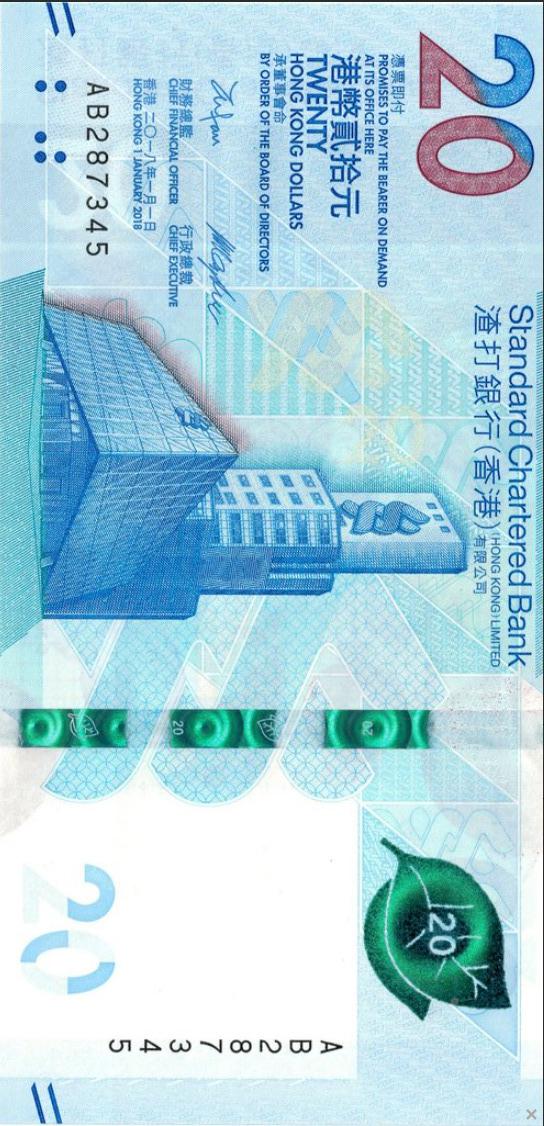 20
Standard Chartered Bank
(HONG KONG) LIMITED
渣打銀行(香港)有限公司
憑票即付
PROMISES TO PAY THE BEARER ON DEMAND
AT ITS OFFICE HERE
港幣貳拾元
TWENTY
HONG KONG DOLLARS
承董事會命
BY ORDER OF THE BOARD OF DIRECTORS
財務總監
CHIEF FINANCIAL OFFICER
行政總裁
CHIEF EXECUTIVE
香港 二〇一八年一月一日
HONG KONG 1 JANUARY 2018
AB287345
20
20
20
20
AB287345